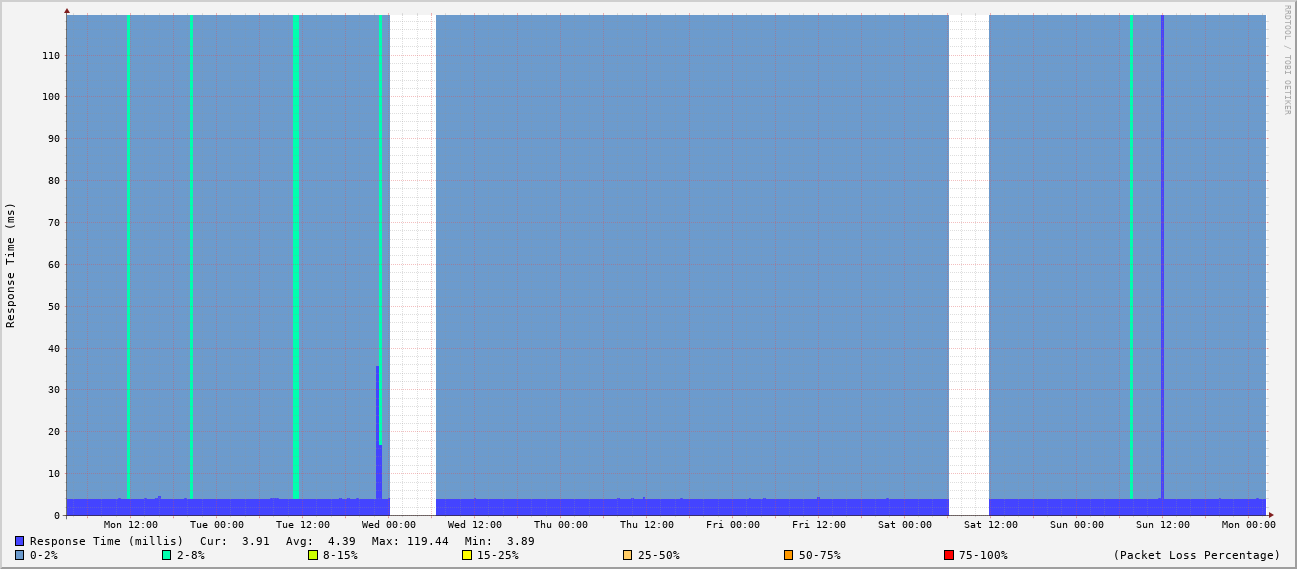 RRDTOOL / TOBI OETIKER
Response Time (ms)
110
100
90
80
70
60
50
40
30
20
10
0
Mon 12:00 Tue 00:00 Tue 12:00 Wed 00:00 Wed 12:00 Thu 00:00 Thu 12:00 Fri 00:00 Fri 12:00 Sat 00:00 Sat 12:00 Sun 00:00 Sun 12:00 Mon 00:00
Response Time (millis) Cur: 3.91 Avg: 4.39 Max: 119.44 Min: 3.89
0-2% 2-8% 8-15% 15-25% 25-50% 50-75% 75-100% (Packet Loss Percentage)